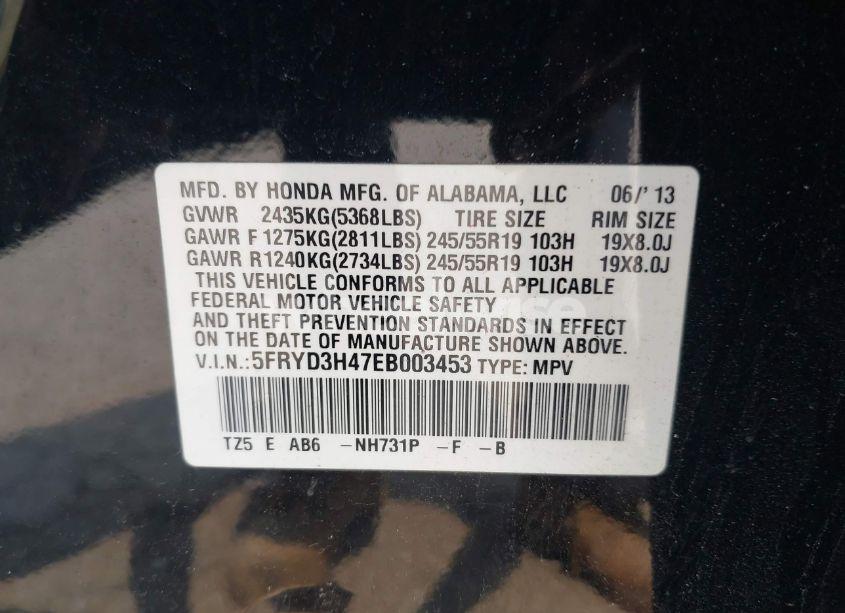 MFD. BY HONDA MFG. OF ALABAMA, LLC 06/' 13
GVWR 2435KG(5368LBS) TIRE SIZE RIM SIZE
GAWR F 1275KG(2811LBS) 245/55R19 103H 19X8.0J
GAWR R1240KG(2734LBS) 245/55R19 103H 19X8.0J
THIS VEHICLE CONFORMS TO ALL APPLICABLE
FEDERAL MOTOR VEHICLE SAFETY
AND THEFT PREVENTION STANDARDS IN EFFECT
ON THE DATE OF MANUFACTURE SHOWN ABOVE.
V.I.N.:5FRYD3H47EB003453 TYPE: MPV
TZ5 E AB6 -NH731P -F -B